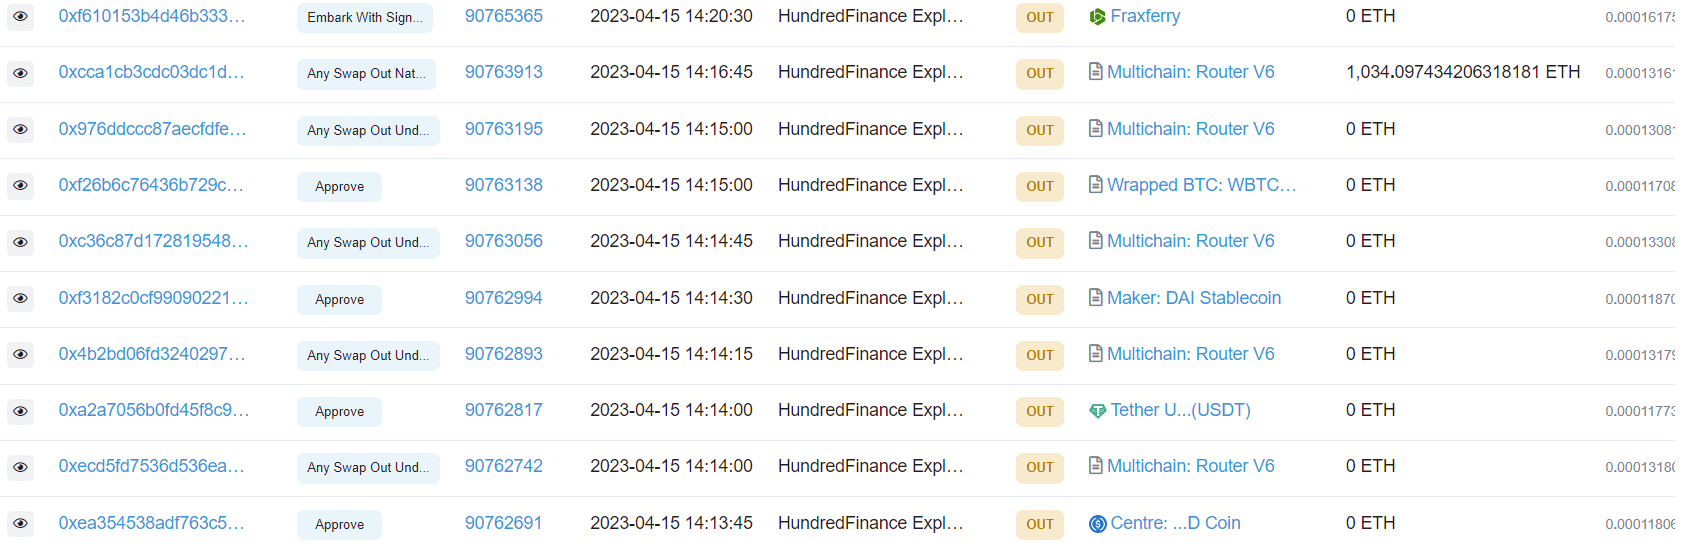 0xf610153b4d46b333... Embark With Sign... 90765365 2023-04-15 14:20:30 HundredFinance Expl... OUT Fraxferry 0 ETH 0.00016175
0xcca1cb3cdc03dc1d... Any Swap Out Nat... 90763913 2023-04-15 14:16:45 HundredFinance Expl... OUT Multichain: Router V6 1,034.097434206318181 ETH 0.00013161
0x976ddccc87aecfdfe... Any Swap Out Und... 90763195 2023-04-15 14:15:00 HundredFinance Expl... OUT Multichain: Router V6 0 ETH 0.00013081
0xf26b6c76436b729c... Approve 90763138 2023-04-15 14:15:00 HundredFinance Expl... OUT Wrapped BTC: WBTC... 0 ETH 0.00011708
0xc36c87d172819548... Any Swap Out Und... 90763056 2023-04-15 14:14:45 HundredFinance Expl... OUT Multichain: Router V6 0 ETH 0.00013308
0xf3182c0cf99090221... Approve 90762994 2023-04-15 14:14:30 HundredFinance Expl... OUT Maker: DAI Stablecoin 0 ETH 0.00011870
0x4b2bd06fd3240297... Any Swap Out Und... 90762893 2023-04-15 14:14:15 HundredFinance Expl... OUT Multichain: Router V6 0 ETH 0.00013179
0xa2a7056b0fd45f8c9... Approve 90762817 2023-04-15 14:14:00 HundredFinance Expl... OUT Tether U...(USDT) 0 ETH 0.00011773
0xecd5fd7536d536ea... Any Swap Out Und... 90762742 2023-04-15 14:14:00 HundredFinance Expl... OUT Multichain: Router V6 0 ETH 0.00013180
0xea354538adf763c5... Approve 90762691 2023-04-15 14:13:45 HundredFinance Expl... OUT Centre: ...D Coin 0 ETH 0.00011806